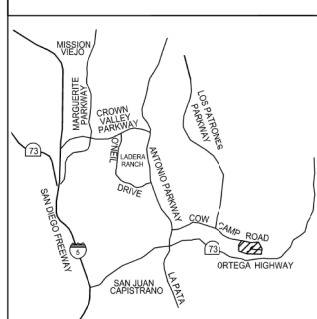 MISSION
VIEJO
MARGUERITE
PARKWAY
CROWN
VALLEY
PARKWAY
LOS PATRONES
PARKWAY
73
O'NEIL
LADERA
RANCH
ANTONIO PARKWAY
DRIVE
SAN DIEGO FREEWAY
5
COW
CAMP ROAD
73
ORTEGA HIGHWAY
SAN JUAN
CAPISTRANO
LA PATA